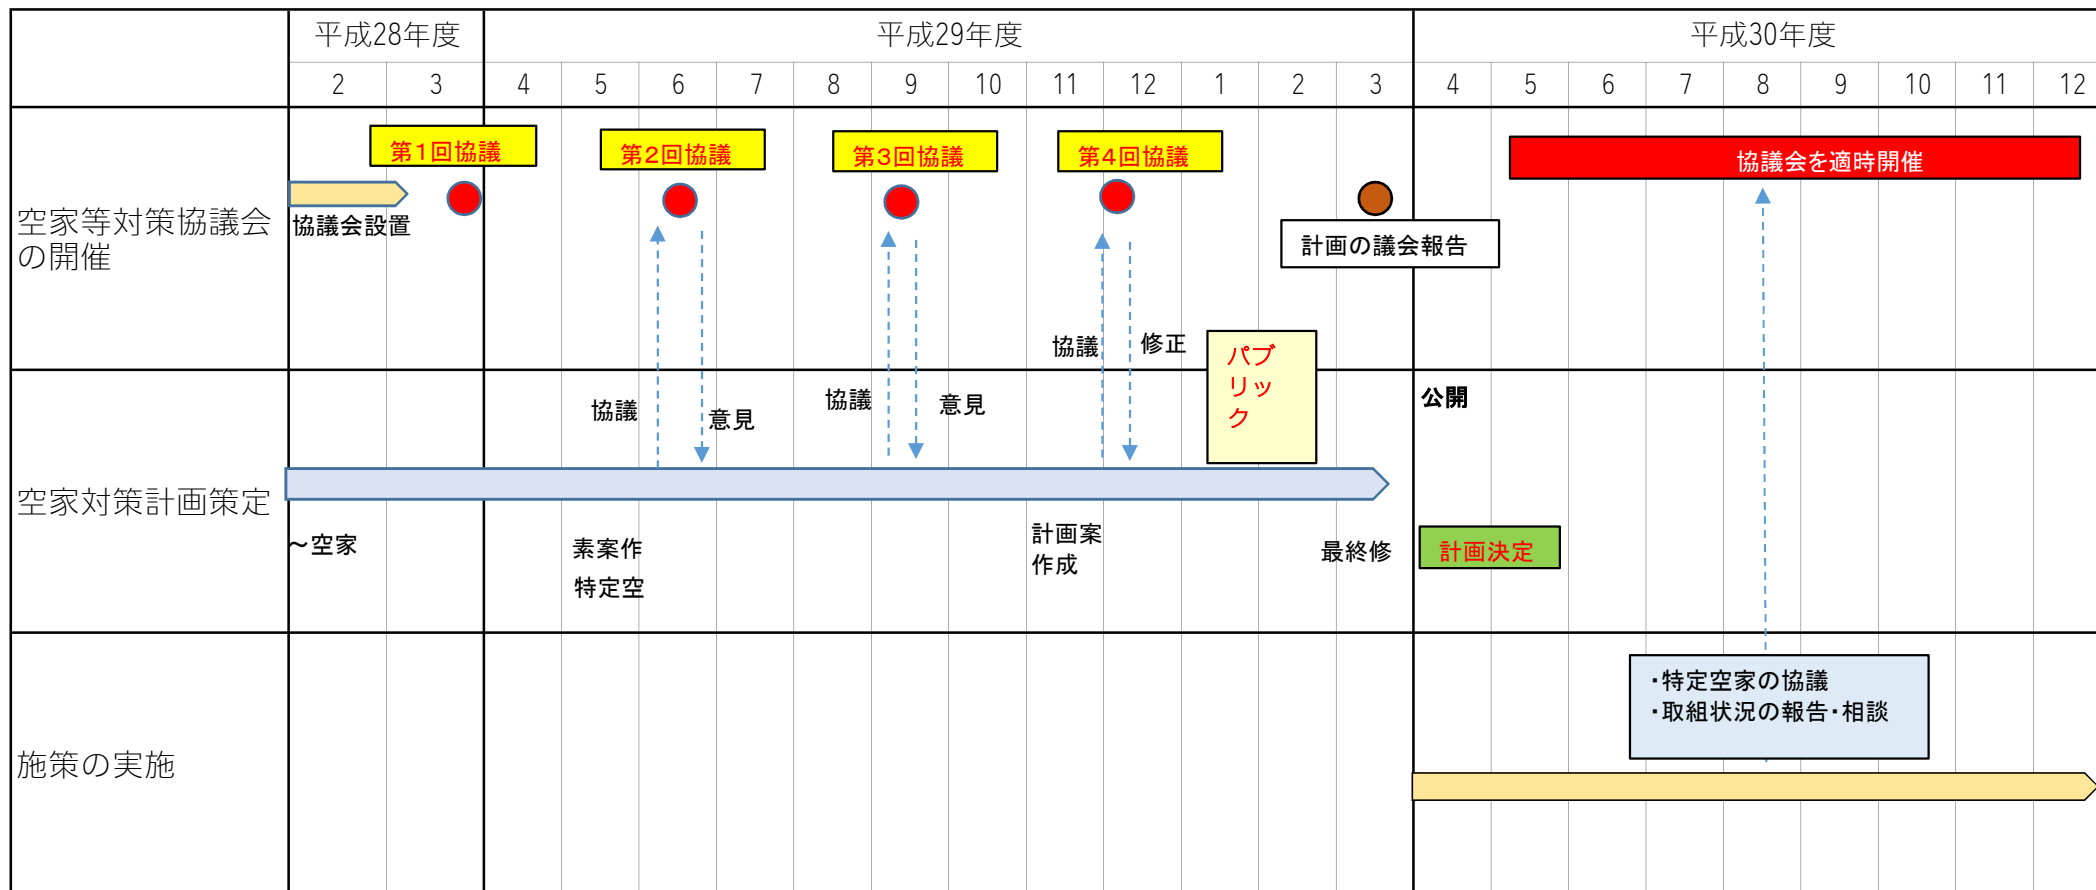 平成28年度
平成29年度
平成30年度
2 3 4 5 6 7 8 9 10 11 12 1 2 3 4 5 6 7 8 9 10 11 12
空家等対策協議会
の開催
第1回協議
第2回協議
第3回協議
第4回協議
協議会を適時開催
協議会設置
計画の議会報告
協議
修正
パブ
リッ
ク
協議
意見
協議
意見
公開
空家対策計画策定
～空家
素案作
特定空
計画案
作成
最終修
計画決定
施策の実施
・特定空家の協議
・取組状況の報告・相談